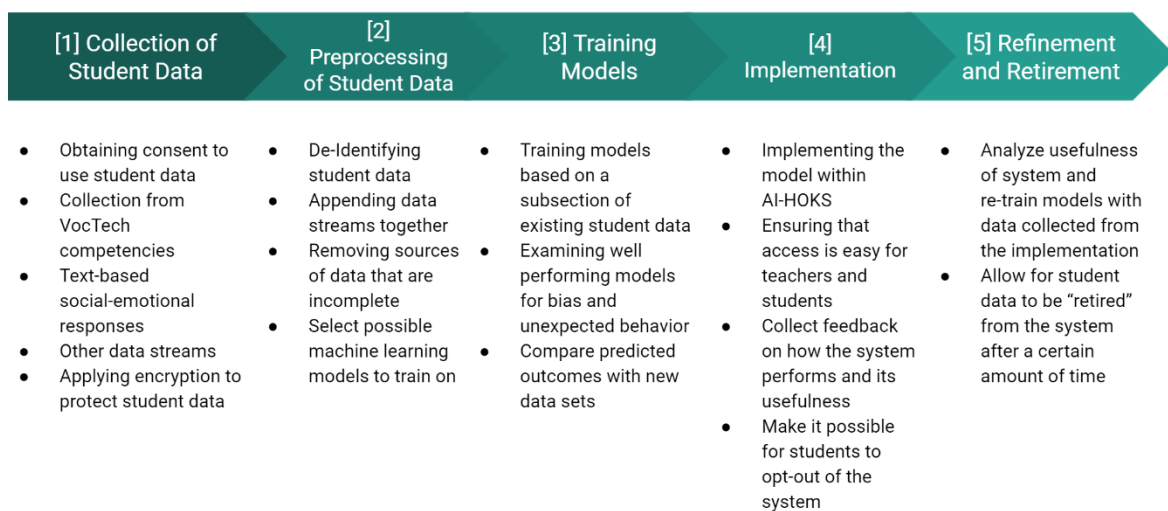 [1] Collection of
Student Data
[2]
Preprocessing
of Student Data
[3] Training
Models
[4]
Implementation
[5] Refinement
and Retirement
● Obtaining consent to
use student data
● Collection from
VocTech
competencies
● Text-based
social-emotional
responses
● Other data streams
● Applying encryption to
protect student data
● De-Identifying
student data
● Appending data
streams together
● Removing sources
of data that are
incomplete
● Select possible
machine learning
models to train on
● Training models
based on a
subsection of
existing student data
● Examining well
performing models
for bias and
unexpected behavior
● Compare predicted
outcomes with new
data sets
● Implementing the
model within
AI-HOKS
● Ensuring that
access is easy for
teachers and
students
● Collect feedback
on how the system
performs and its
usefulness
● Make it possible
for students to
opt-out of the
system
● Analyze usefulness
of system and
re-train models with
data collected from
the implementation
● Allow for student
data to be “retired”
from the system
after a certain
amount of time